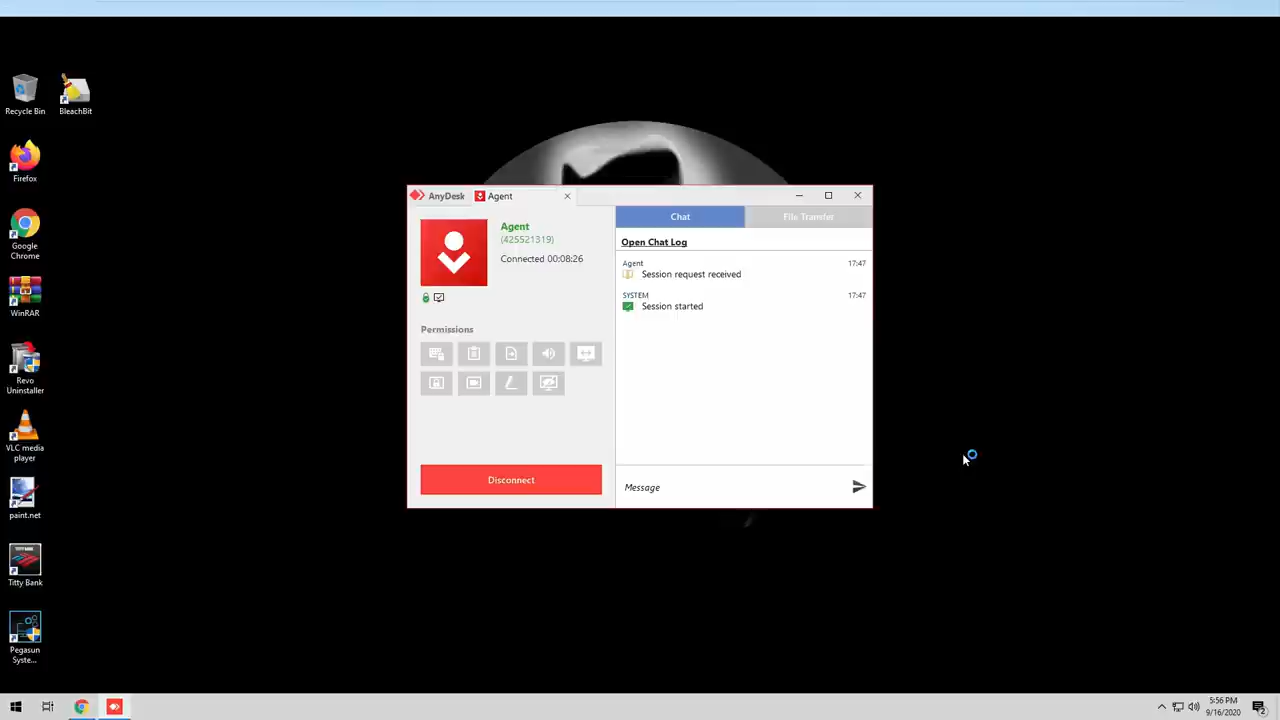 Recycle Bin
BleachBit
Firefox
Google
Chrome
WinRAR
Revo
Uninstaller
VLC media
player
paint.net
Titty Bank
Pegasun
Syste...
AnyDesk
Agent
Agent
(425521319)
Connected 00:08:26
Permissions
Disconnect
Chat
File Transfer
Open Chat Log
Agent 17:47
Session request received
SYSTEM 17:47
Session started
Message
5:56 PM
9/16/2020
2